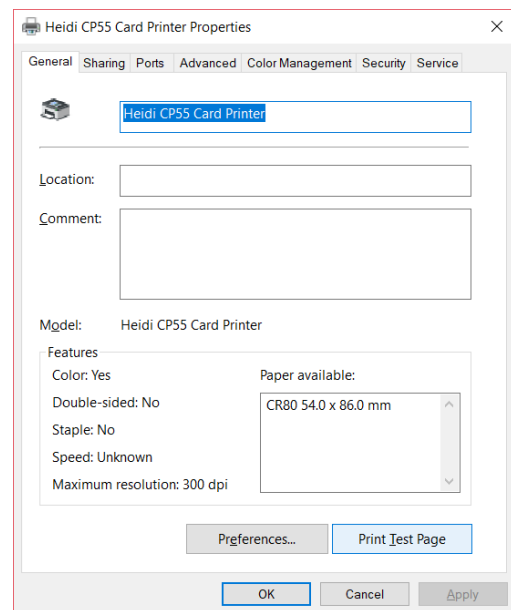 Heidi CP55 Card Printer Properties
General Sharing Ports Advanced Color Management Security Service
Heidi CP55 Card Printer
Location:
Comment:
Model: Heidi CP55 Card Printer
Features
Color: Yes
Double-sided: No
Staple: No
Speed: Unknown
Maximum resolution: 300 dpi
Paper available:
CR80 54.0 x 86.0 mm
Preferences... Print Test Page
OK Cancel Apply